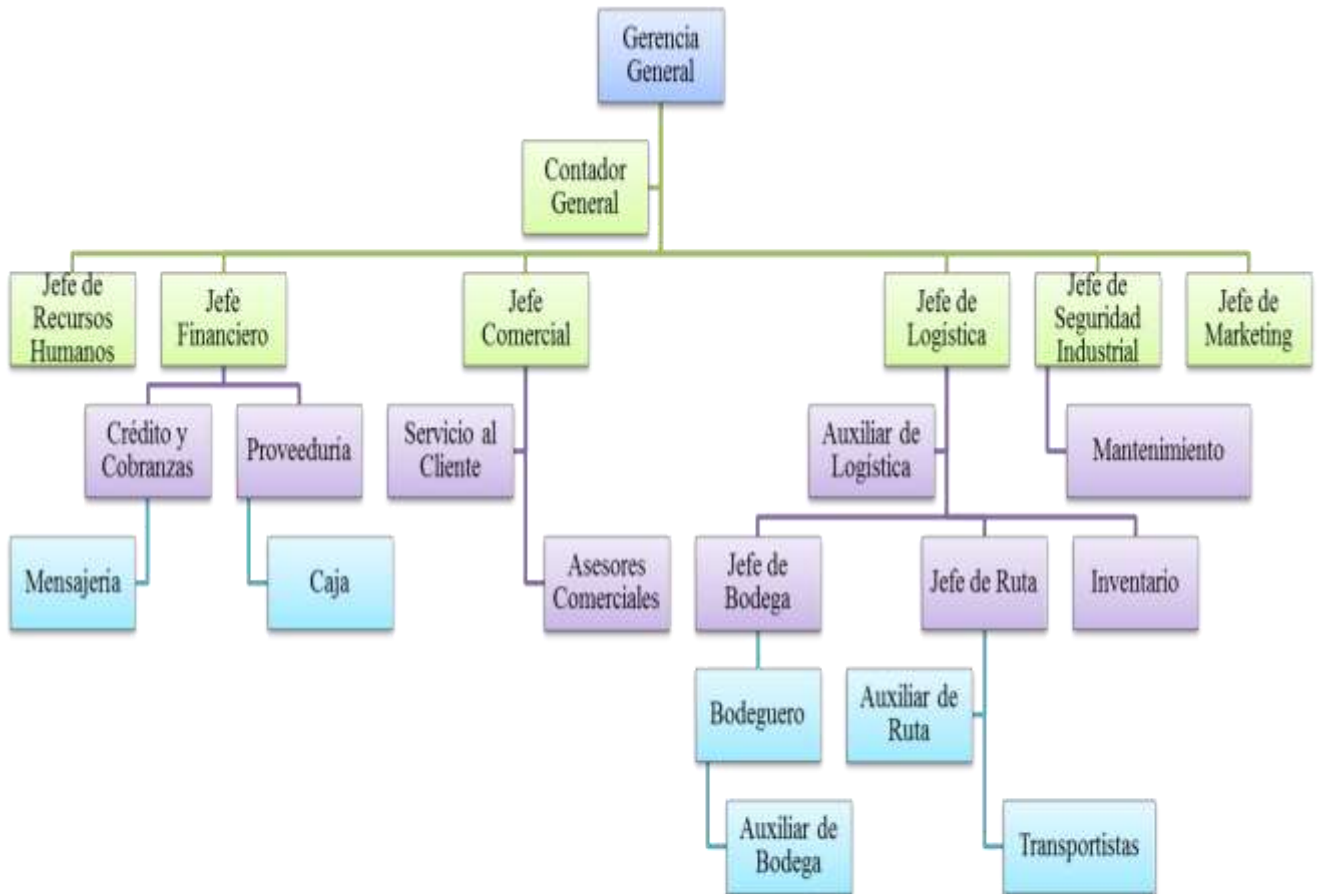 Gerencia
General
Contador
General
Jefe de
Recursos
Humanos
Jefe
Financiero
Jefe
Comercial
Jefe de
Logística
Jefe de
Seguridad
Industrial
Jefe de
Marketing
Crédito y
Cobranzas
Proveeduría
Servicio al
Cliente
Auxiliar de
Logística
Mantenimiento
Mensajeria
Caja
Asesores
Comerciales
Jefe de
Bodega
Jefe de Ruta
Inventario
Bodeguero
Auxiliar de
Ruta
Auxiliar de
Bodega
Transportistas